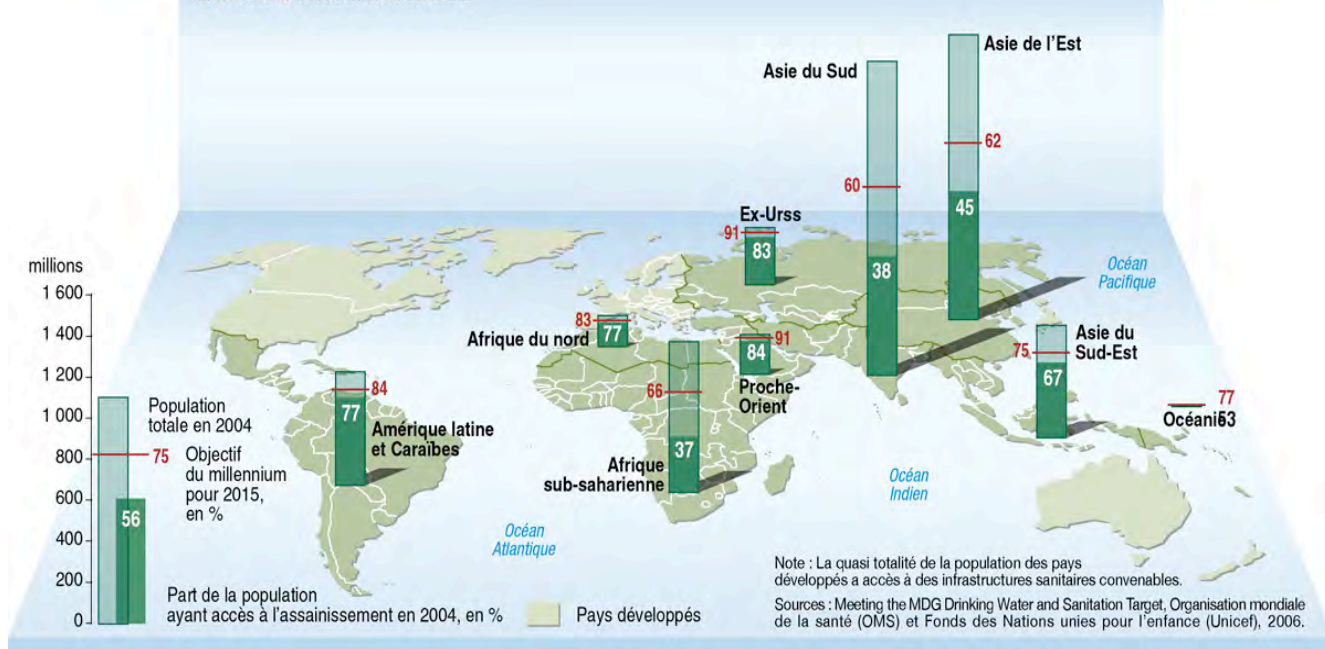 Asie de l'Est
Asie du Sud
62
60
45
Ex-Urss
91
83
38
Océan
Pacifique
millions
1 600
1 400
1 200
1 000
800
600
400
200
0
Afrique du nord
83
77
91
84
Proche-
Orient
Asie du
Sud-Est
75
67
77
Océanie
53
84
77
Amérique latine
et Caraïbes
66
37
Afrique
sub-saharienne
Population
totale en 2004
75 Objectif
du millennium
pour 2015,
en %
56
Océan
Indien
Océan
Atlantique
Part de la population
ayant accès à l'assainissement en 2004, en %
Pays développés
Note : La quasi totalité de la population des pays
développés a accès à des infrastructures sanitaires convenables.
Sources : Meeting the MDG Drinking Water and Sanitation Target, Organisation mondiale
de la santé (OMS) et Fonds des Nations unies pour l'enfance (Unicef), 2006.